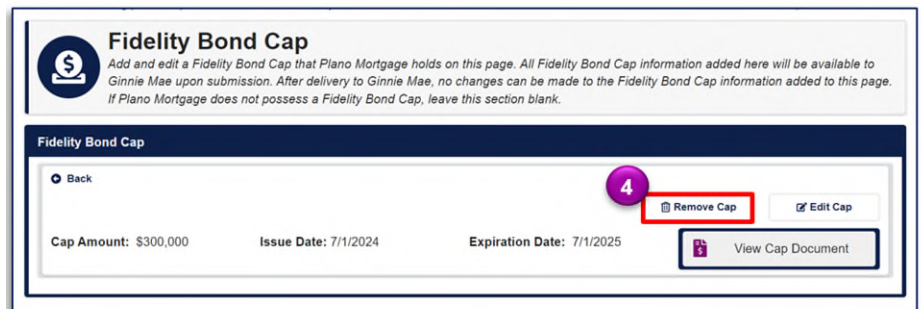 Fidelity Bond Cap
Add and edit a Fidelity Bond Cap that Plano Mortgage holds on this page. All Fidelity Bond Cap information added here will be available to
Ginnie Mae upon submission. After delivery to Ginnie Mae, no changes can be made to the Fidelity Bond Cap information added to this page.
If Plano Mortgage does not possess a Fidelity Bond Cap, leave this section blank.
Fidelity Bond Cap
Back
4
Remove Cap Edit Cap
Cap Amount: $300,000 Issue Date: 7/1/2024 Expiration Date: 7/1/2025 View Cap Document